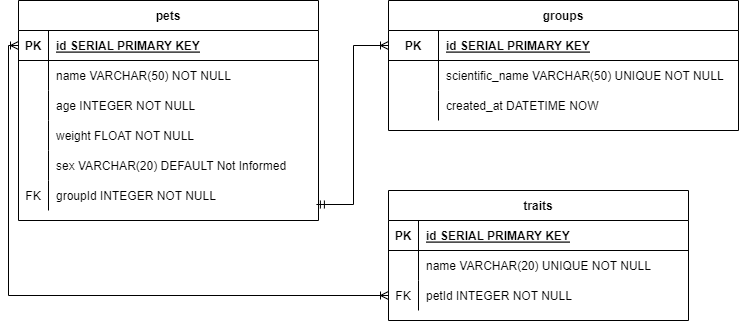 pets
PK id SERIAL PRIMARY KEY
name VARCHAR(50) NOT NULL
age INTEGER NOT NULL
weight FLOAT NOT NULL
sex VARCHAR(20) DEFAULT Not Informed
FK groupId INTEGER NOT NULL
groups
PK id SERIAL PRIMARY KEY
scientific_name VARCHAR(50) UNIQUE NOT NULL
created_at DATETIME NOW
traits
PK id SERIAL PRIMARY KEY
name VARCHAR(20) UNIQUE NOT NULL
FK petId INTEGER NOT NULL